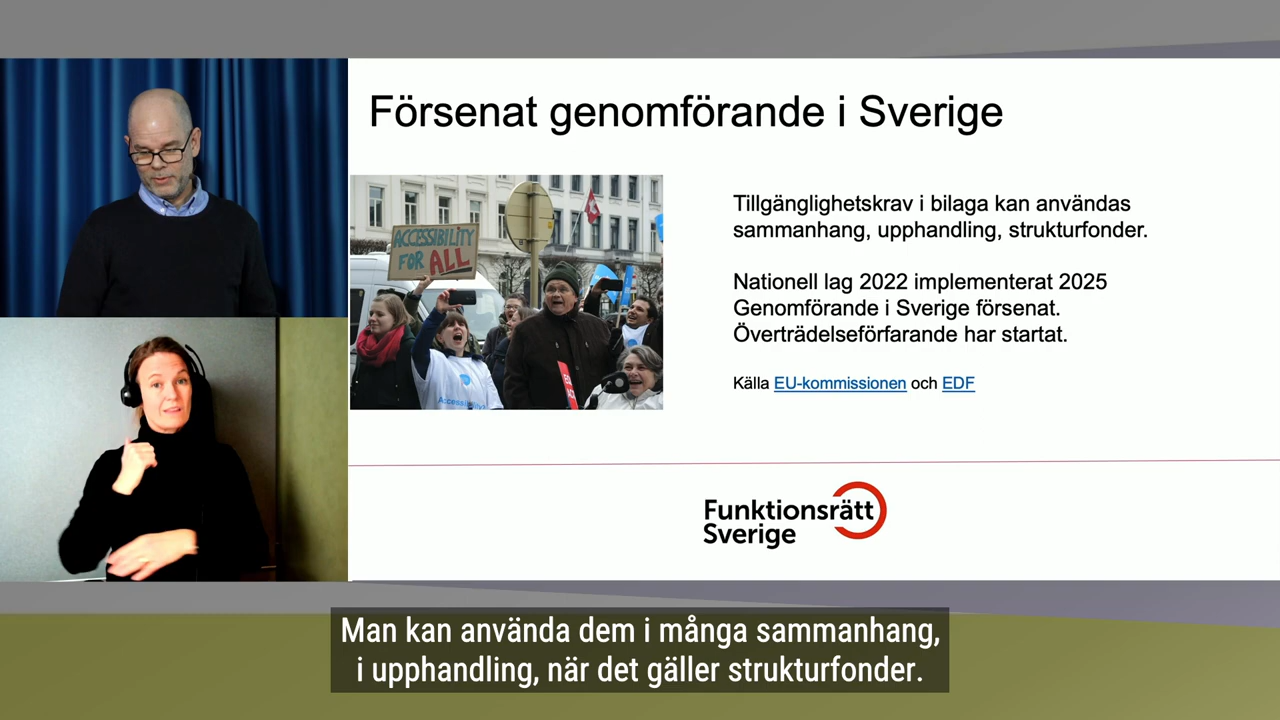 Försenat genomförande i Sverige
ACCESSIBILITY
FOR ALL
Accessibility
Tillgänglighetskrav i bilaga kan användas
sammanhang, upphandling, strukturfonder.
Nationell lag 2022 implementerat 2025
Genomförande i Sverige försenat.
Överträdelseförfarande har startat.
Källa EU-kommissionen och EDF
Funktionsrätt
Sverige
Man kan använda dem i många sammanhang,
i upphandling, när det gäller strukturfonder.